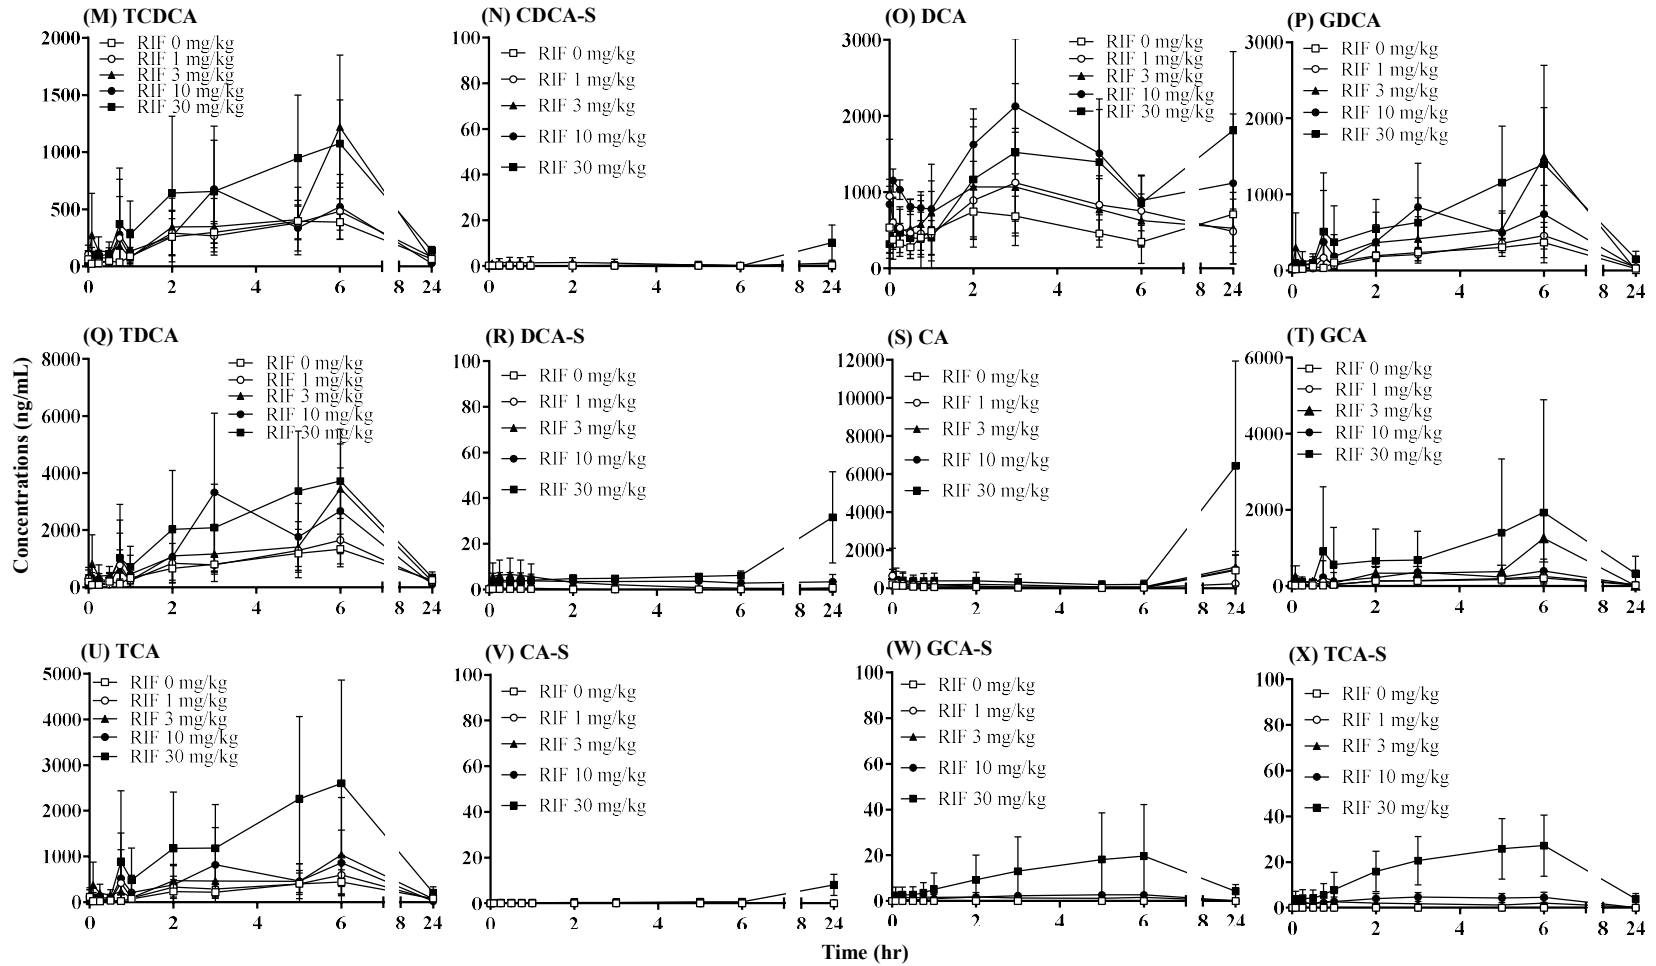 (M) TCDCA
2000
1500
1000
500
0
RIF 0 mg/kg
RIF 1 mg/kg
RIF 3 mg/kg
RIF 10 mg/kg
RIF 30 mg/kg
0 2 4 6 8 24
(N) CDCA-S
100
80
60
40
20
0
RIF 0 mg/kg
RIF 1 mg/kg
RIF 3 mg/kg
RIF 10 mg/kg
RIF 30 mg/kg
0 2 4 6 8 24
(O) DCA
3000
2000
1000
0
RIF 0 mg/kg
RIF 1 mg/kg
RIF 3 mg/kg
RIF 10 mg/kg
RIF 30 mg/kg
0 2 4 6 8 24
(P) GDCA
3000
2000
1000
0
RIF 0 mg/kg
RIF 1 mg/kg
RIF 3 mg/kg
RIF 10 mg/kg
RIF 30 mg/kg
0 2 4 6 8 24
Concentrations (ng/mL)
(Q) TDCA
8000
6000
4000
2000
0
RIF 0 mg/kg
RIF 1 mg/kg
RIF 3 mg/kg
RIF 10 mg/kg
RIF 30 mg/kg
0 2 4 6 8 24
(R) DCA-S
100
80
60
40
20
0
RIF 0 mg/kg
RIF 1 mg/kg
RIF 3 mg/kg
RIF 10 mg/kg
RIF 30 mg/kg
0 2 4 6 8 24
(S) CA
12000
10000
8000
6000
4000
2000
0
RIF 0 mg/kg
RIF 1 mg/kg
RIF 3 mg/kg
RIF 10 mg/kg
RIF 30 mg/kg
0 2 4 6 8 24
(T) GCA
6000
4000
2000
0
RIF 0 mg/kg
RIF 1 mg/kg
RIF 3 mg/kg
RIF 10 mg/kg
RIF 30 mg/kg
0 2 4 6 8 24
(U) TCA
5000
4000
3000
2000
1000
0
RIF 0 mg/kg
RIF 1 mg/kg
RIF 3 mg/kg
RIF 10 mg/kg
RIF 30 mg/kg
0 2 4 6 8 24
(V) CA-S
100
80
60
40
20
0
RIF 0 mg/kg
RIF 1 mg/kg
RIF 3 mg/kg
RIF 10 mg/kg
RIF 30 mg/kg
0 2 4 6 8 24
(W) GCA-S
100
80
60
40
20
0
RIF 0 mg/kg
RIF 1 mg/kg
RIF 3 mg/kg
RIF 10 mg/kg
RIF 30 mg/kg
0 2 4 6 8 24
(X) TCA-S
100
80
60
40
20
0
RIF 0 mg/kg
RIF 1 mg/kg
RIF 3 mg/kg
RIF 10 mg/kg
RIF 30 mg/kg
0 2 4 6 8 24
Time (hr)